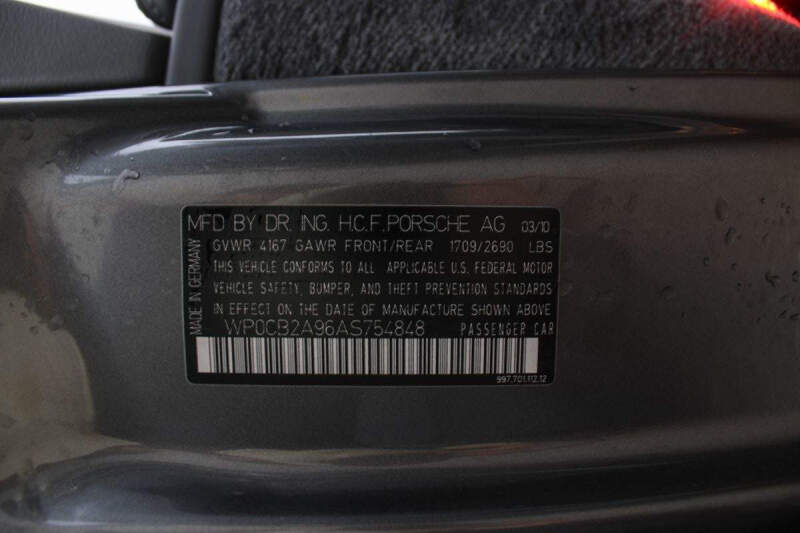 MFD BY DR. ING. H.C.F. PORSCHE AG 03/10
GVWR 4167 GAWR FRONT/REAR 1709/2690 LBS
THIS VEHICLE CONFORMS TO ALL APPLICABLE U.S. FEDERAL MOTOR
VEHICLE SAFETY, BUMPER, AND THEFT PREVENTION STANDARDS
IN EFFECT ON THE DATE OF MANUFACTURE SHOWN ABOVE
WP0CB2A96AS754848 PASSENGER CAR
997.701.112.12
MADE IN GERMANY